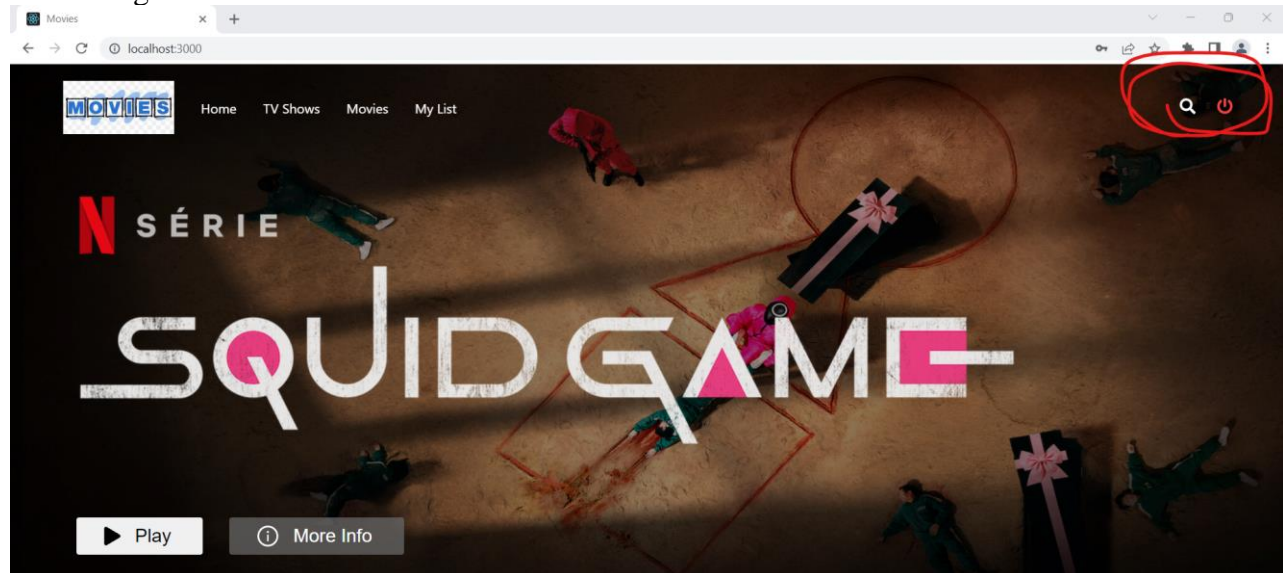 Movies
localhost:3000
MOVIES Home TV Shows Movies My List
N SÉRIE
SQUID GAME
Play More Info